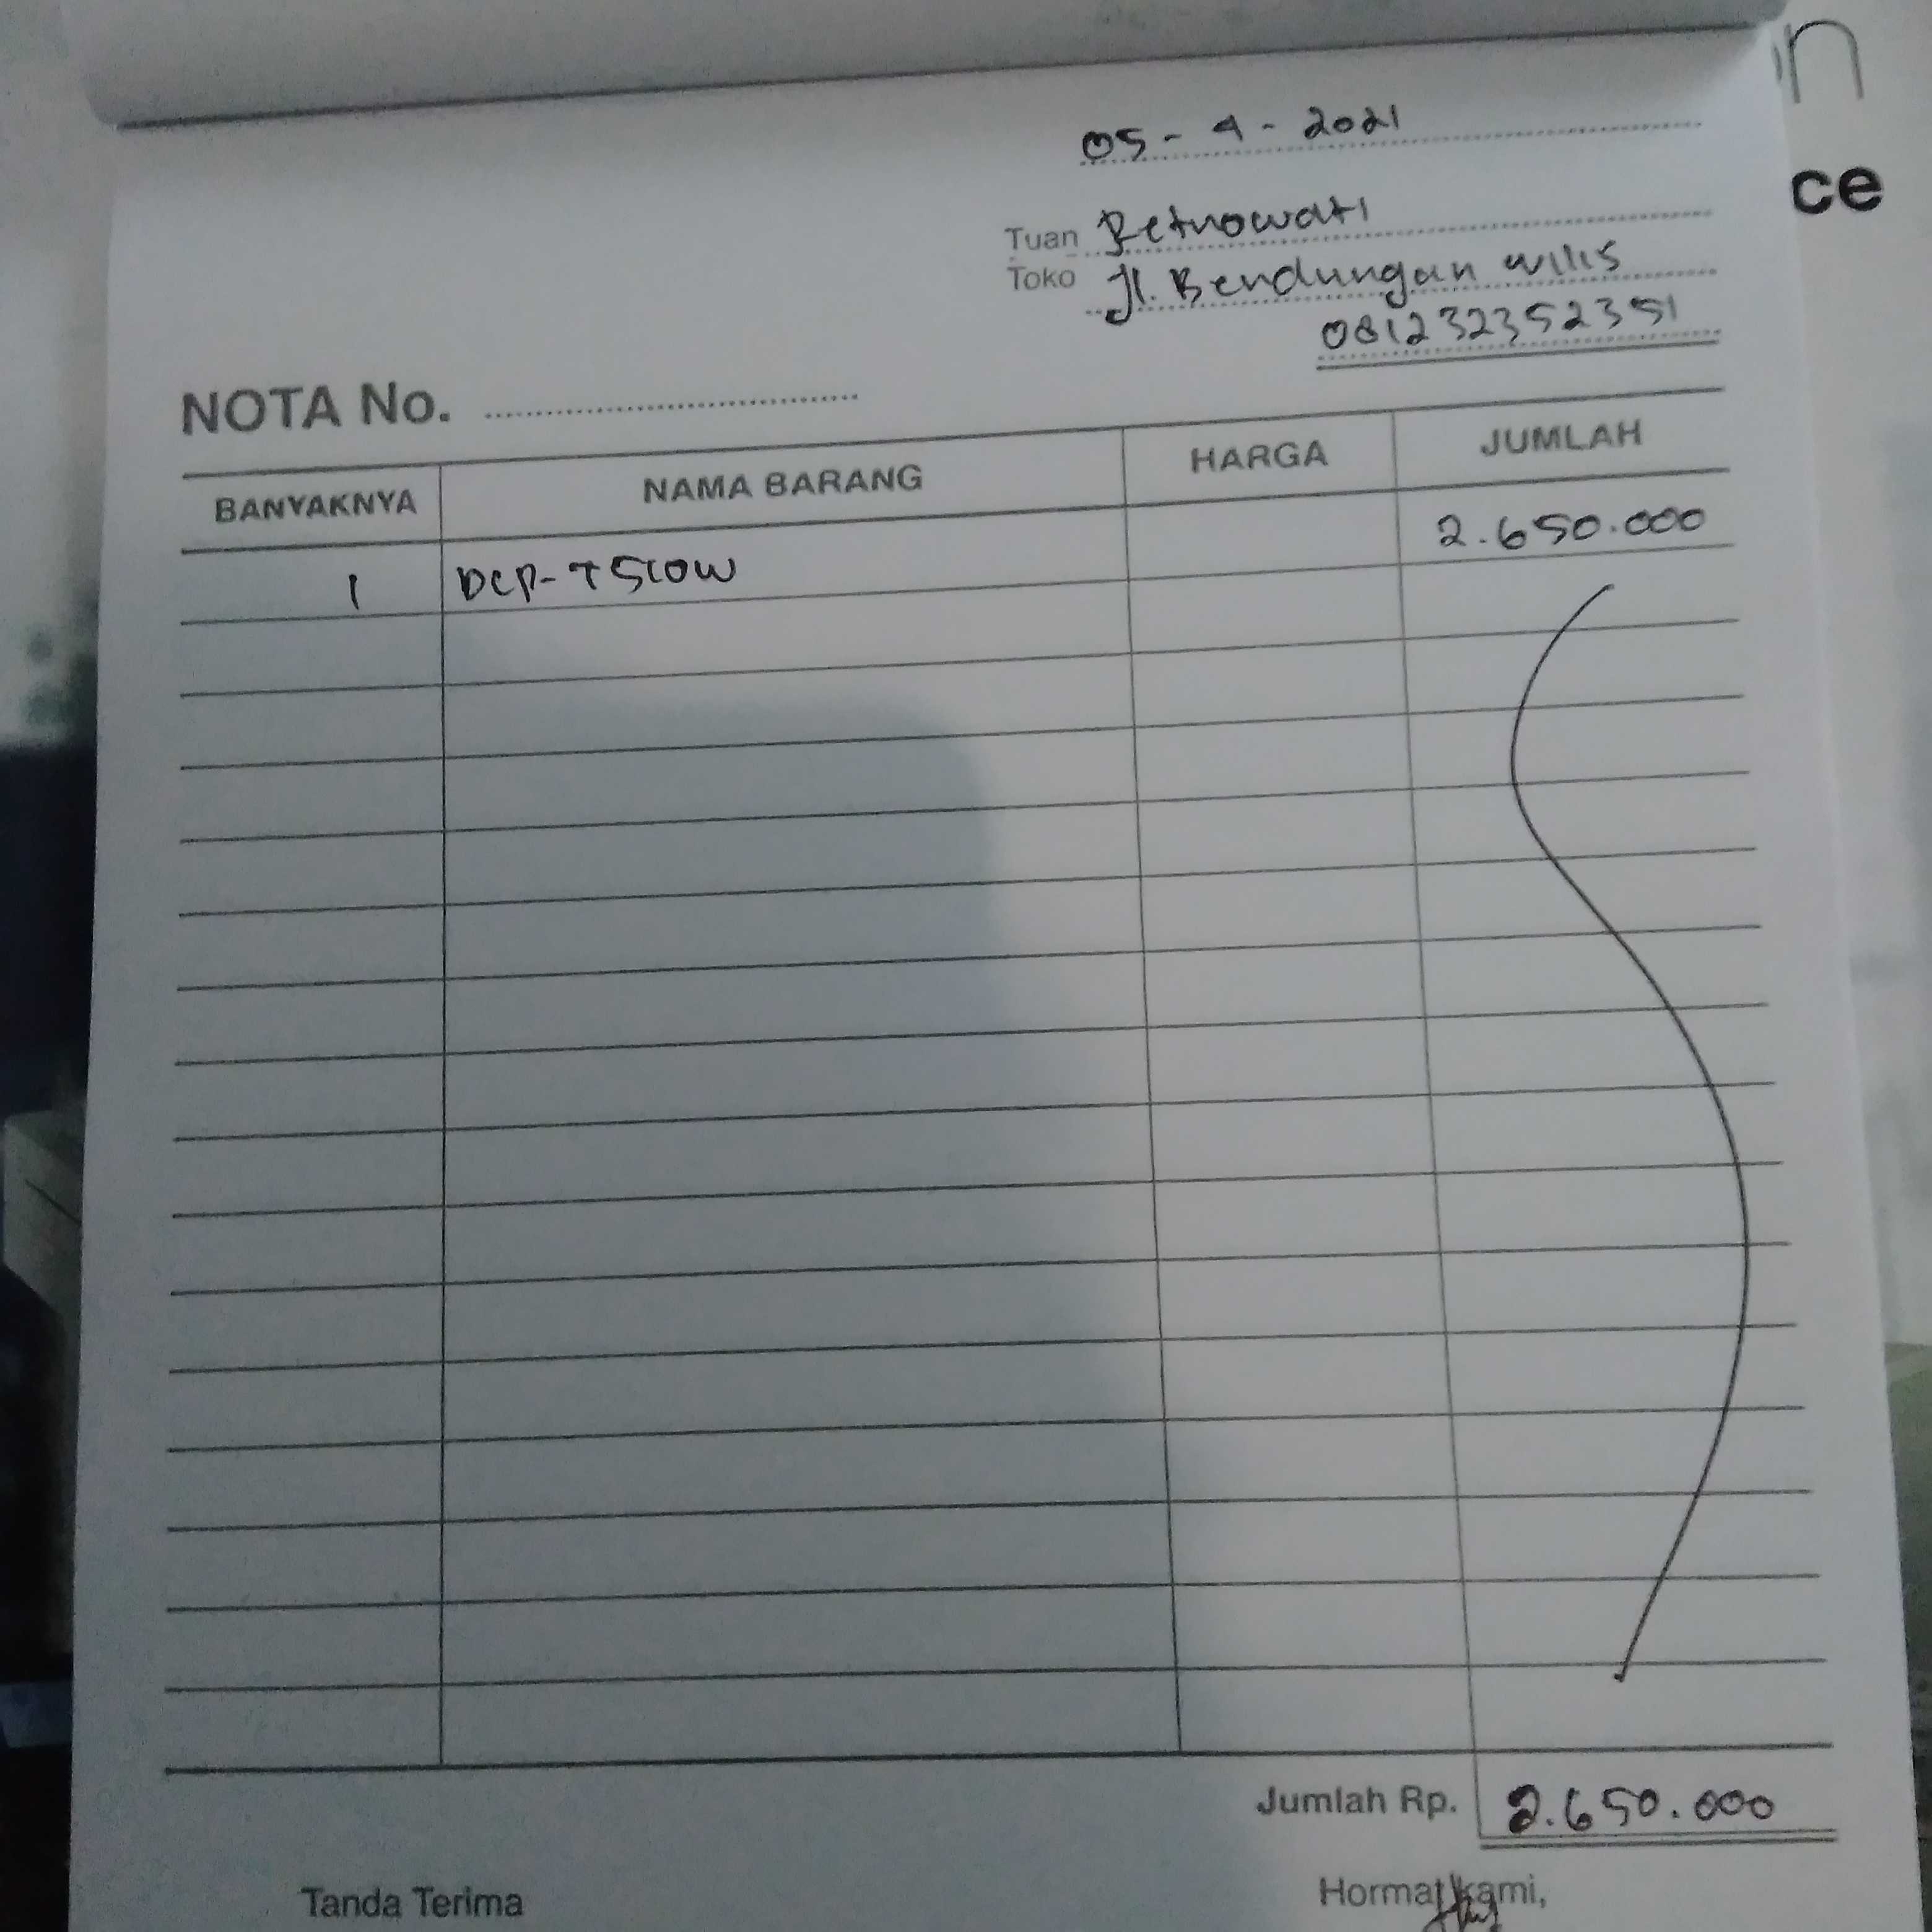 n
ce
05 - 4 - 2021
Tuan Retnowati
Toko Jl. Bendungan wilis
081232352351
NOTA No.
BANYAKNYA NAMA BARANG HARGA JUMLAH
1 DCP-T510W 2.650.000
Jumlah Rp. 2.650.000
Tanda Terima Hormat kami,